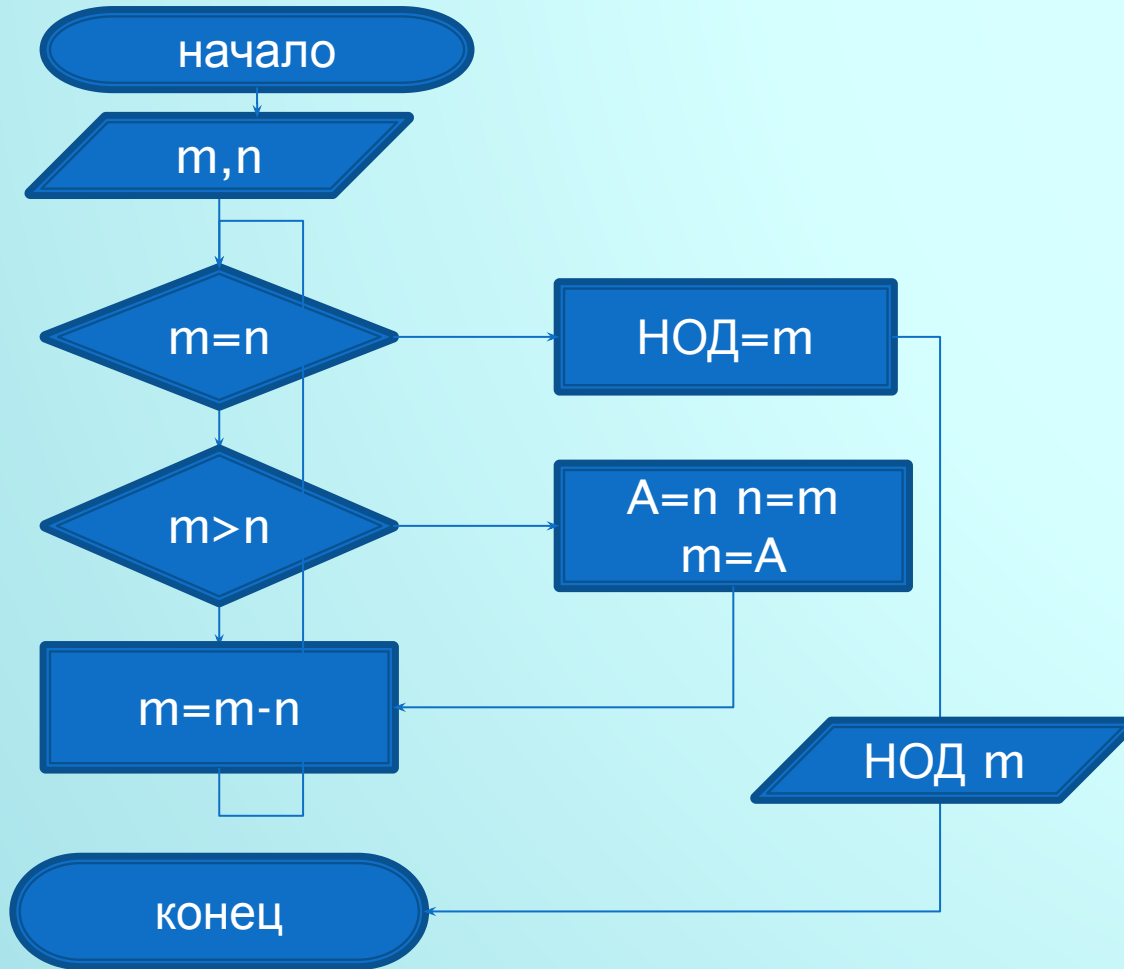 начало
m,n
m=n
НОД=m
m>n
A=n n=m
m=A
m=m-n
НОД m
конец